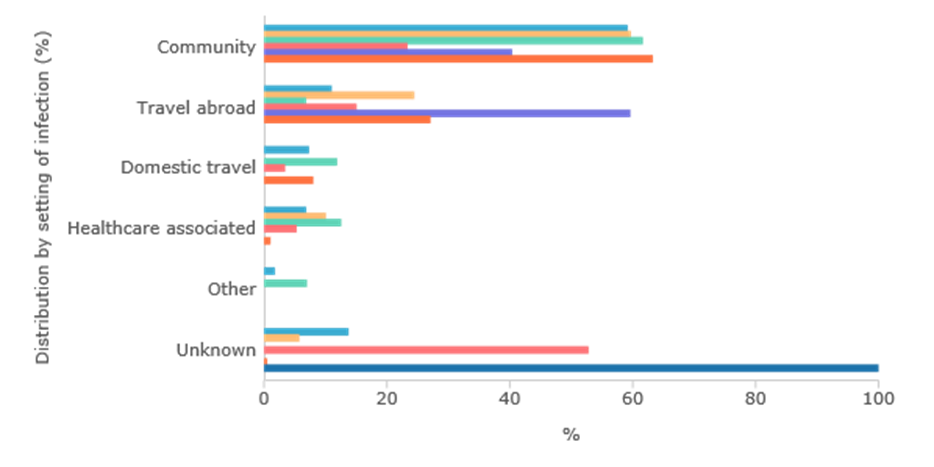 Distribution by setting of infection (%)
Community
Travel abroad
Domestic travel
Healthcare associated
Other
Unknown
0 20 40 60 80 100
%